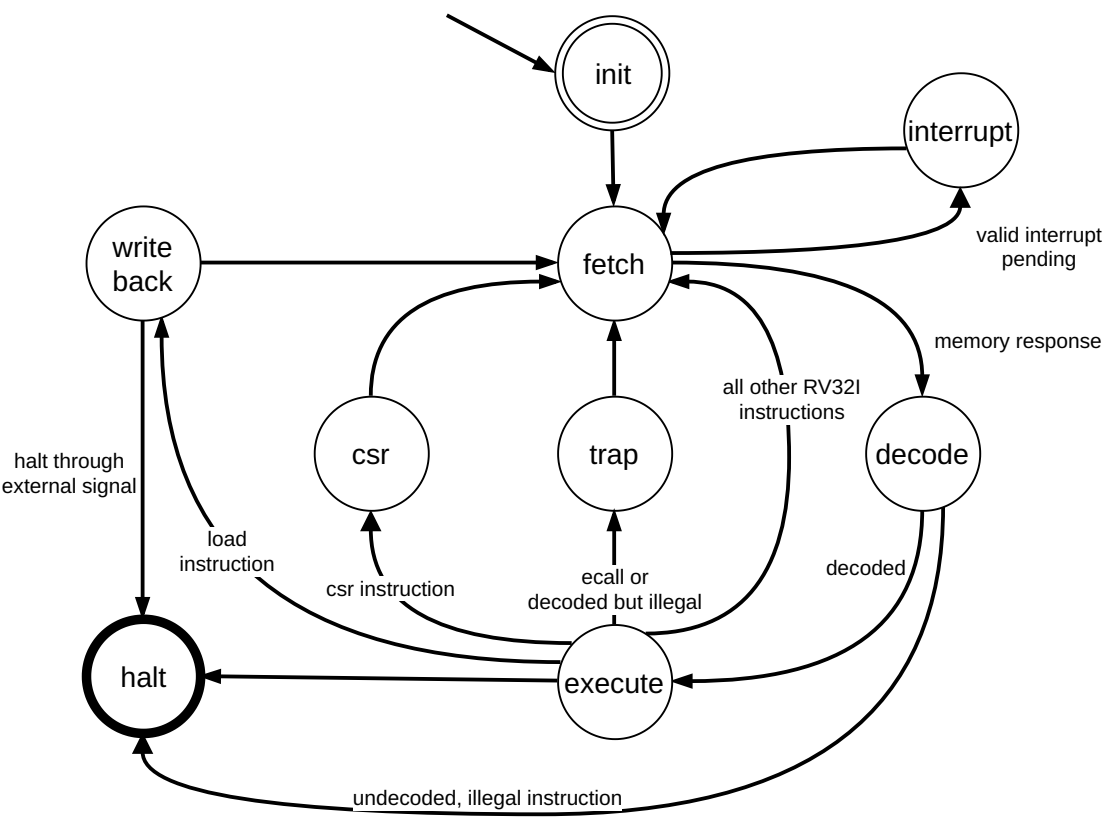 init
interrupt
write
back
fetch
valid interrupt
pending
memory response
all other RV32I
instructions
csr
trap
decode
halt through
external signal
load
instruction
csr instruction
ecall or
decoded but illegal
decoded
halt
execute
undecoded, illegal instruction